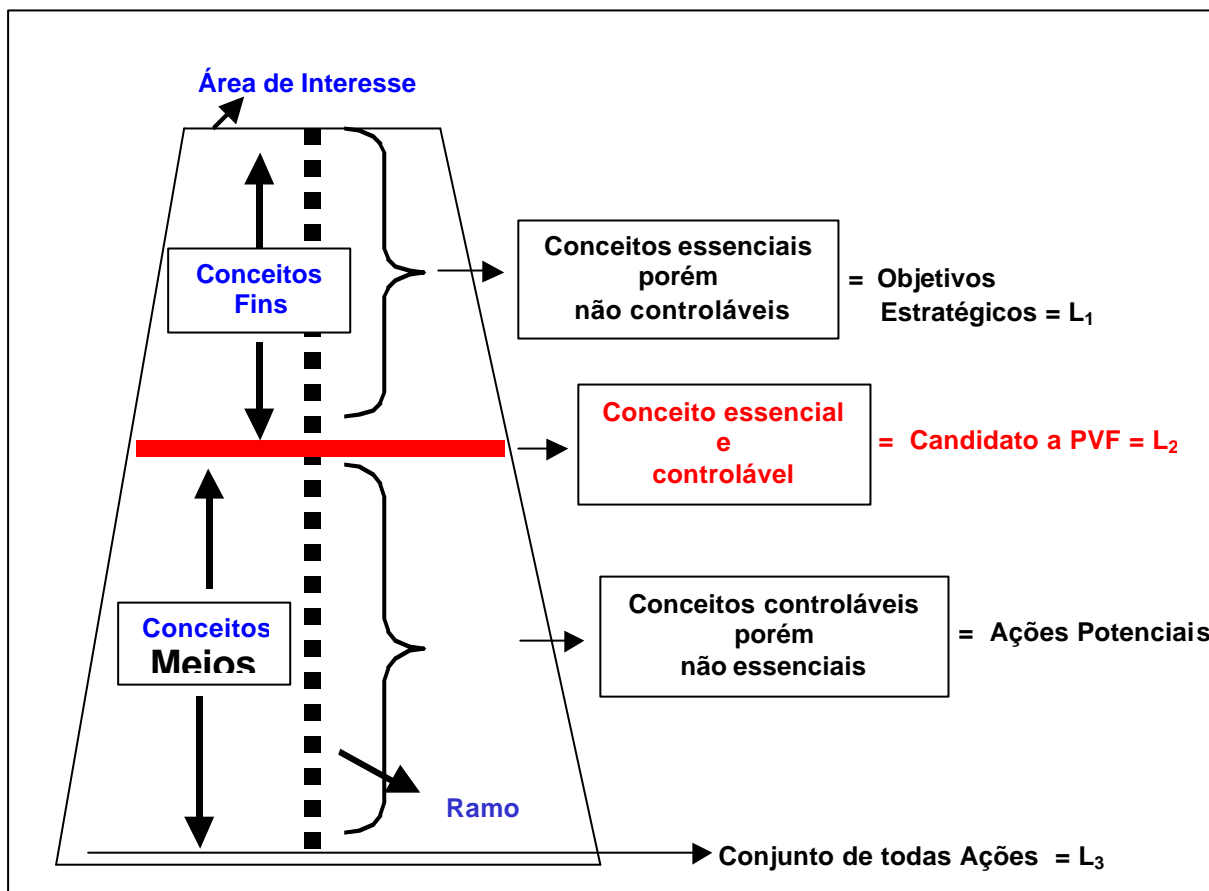 Área de Interesse
Conceitos
Fins
Conceitos essenciais
porém
não controláveis
= Objetivos
Estratégicos = L₁
Conceito essencial
e
controlável
= Candidato a PVF = L₂
Conceitos
Meios
Conceitos controláveis
porém
não essenciais
= Ações Potenciais
Ramo
Conjunto de todas Ações = L₃